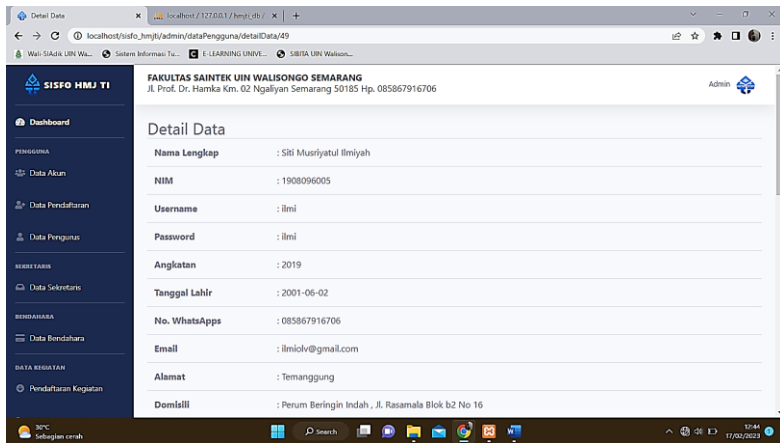 Detail Data
localhost / 127.0.0.1 / hmjti_db /
localhost/sisfo_hmjti/admin/dataPengguna/detailData/49
Wali-SIAdik UIN Wa...
Sistem Informasi Tu...
E-LEARNING UNIVE...
SIBITA UIN Walison...
SISFO HMJ TI
FAKULTAS SAINTEK UIN WALISONGO SEMARANG
Jl. Prof. Dr. Hamka Km. 02 Ngaliyan Semarang 50185 Hp. 085867916706
Admin
Dashboard
PENGGUNA
Data Akun
Data Pendaftaran
Data Pengurus
SEKRETARIS
Data Sekretaris
BENDAHARA
Data Bendahara
DATA KEGIATAN
Pendaftaran Kegiatan
Detail Data
Nama Lengkap : Siti Musriyatul Ilmiyah
NIM : 1908096005
Username : ilmi
Password : ilmi
Angkatan : 2019
Tanggal Lahir : 2001-06-02
No. WhatsApps : 085867916706
Email : ilmiolv@gmail.com
Alamat : Temanggung
Domisili : Perum Beringin Indah , Jl. Rasamala Blok b2 No 16
30°C
Sebagian cerah
Search
12:44
17/02/2023